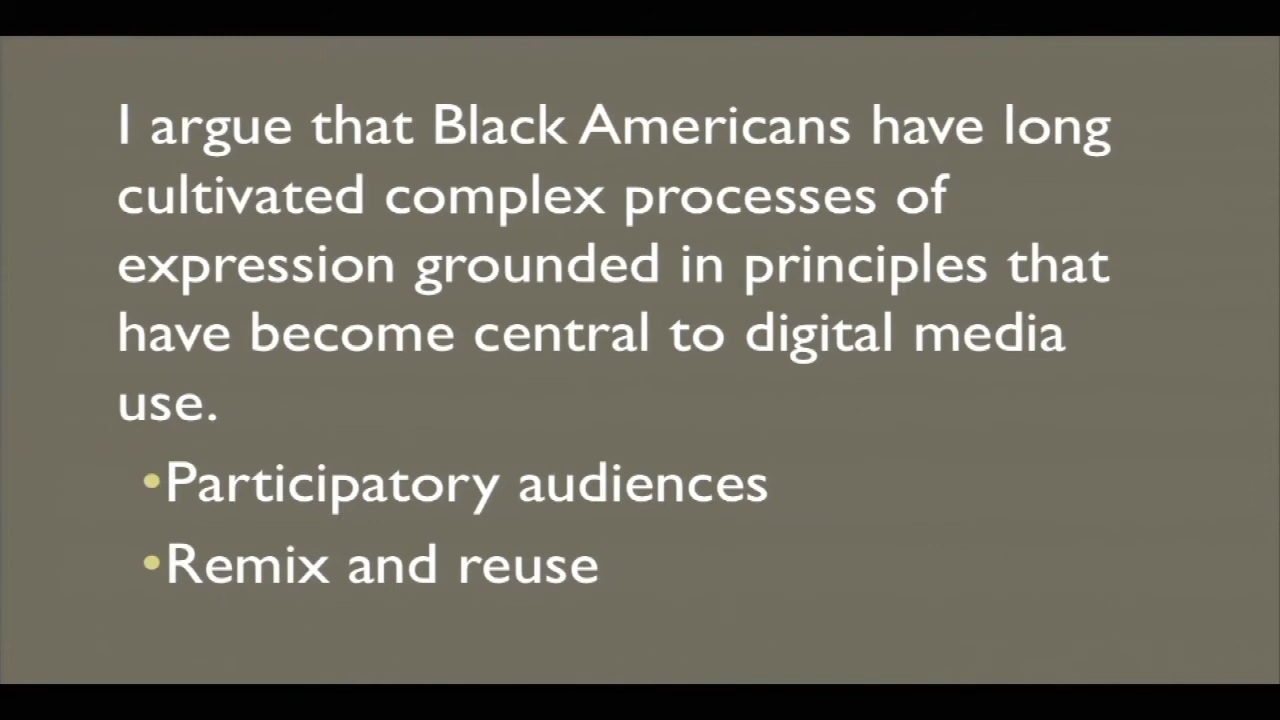 I argue that Black Americans have long
cultivated complex processes of
expression grounded in principles that
have become central to digital media
use.
•Participatory audiences
•Remix and reuse